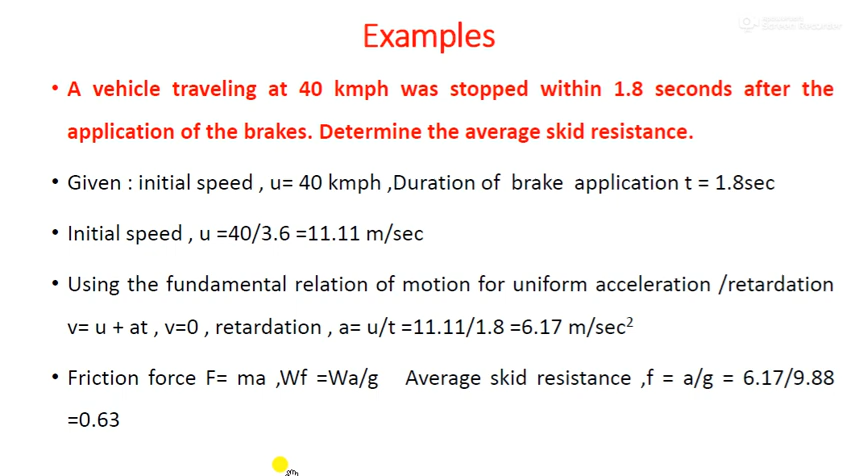 Examples
Screen Recorder
• A vehicle traveling at 40 kmph was stopped within 1.8 seconds after the
application of the brakes. Determine the average skid resistance.
• Given : initial speed , u= 40 kmph ,Duration of brake application t = 1.8sec
• Initial speed , u =40/3.6 =11.11 m/sec
• Using the fundamental relation of motion for uniform acceleration /retardation
v= u + at , v=0 , retardation , a= u/t =11.11/1.8 =6.17 m/sec²
• Friction force F= ma ,Wf =Wa/g Average skid resistance ,f = a/g = 6.17/9.88
=0.63